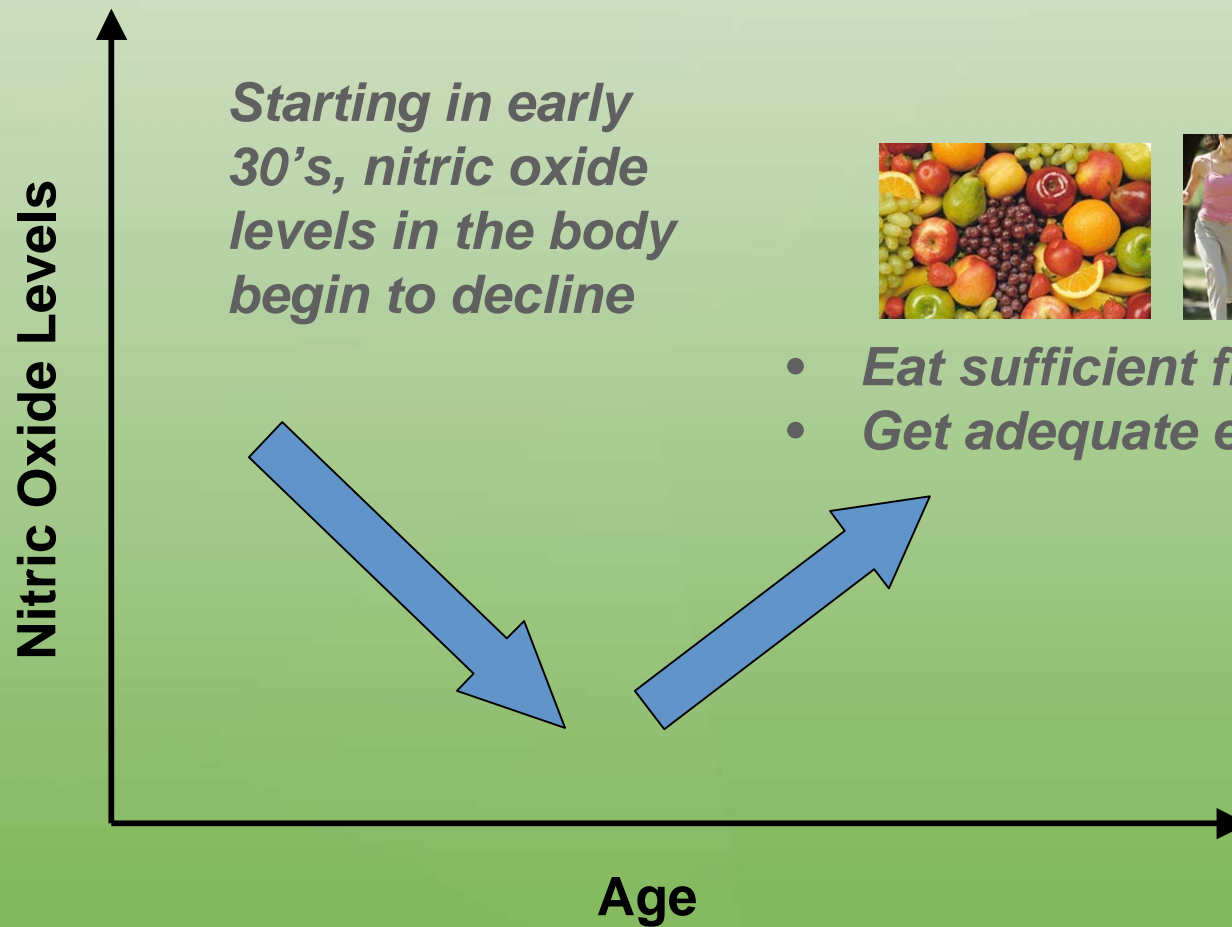 Starting in early
30's, nitric oxide
levels in the body
begin to decline
• Eat sufficient
• Get adequate
Nitric Oxide Levels
Age